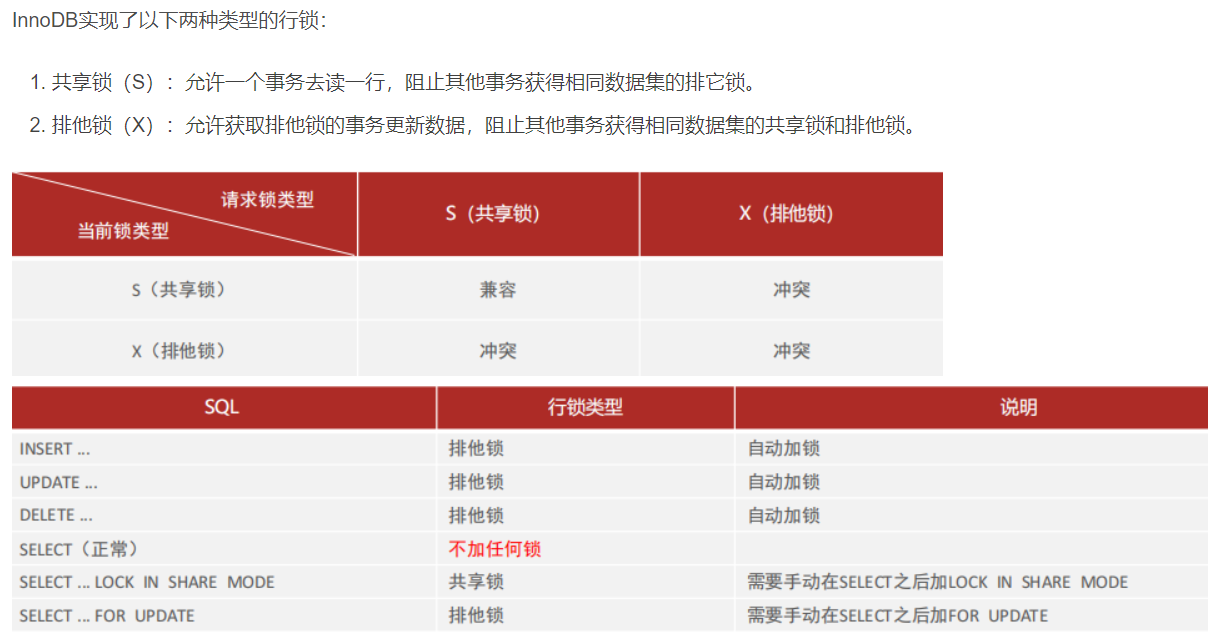 InnoDB实现了以下两种类型的行锁：
1. 共享锁（S）：允许一个事务去读一行，阻止其他事务获得相同数据集的排它锁。
2. 排他锁（X）：允许获取排他锁的事务更新数据，阻止其他事务获得相同数据集的共享锁和排他锁。
请求锁类型
当前锁类型
S（共享锁） X（排他锁）
S（共享锁） 兼容 冲突
X（排他锁） 冲突 冲突
SQL 行锁类型 说明
INSERT ... 排他锁 自动加锁
UPDATE ... 排他锁 自动加锁
DELETE ... 排他锁 自动加锁
SELECT（正常） 不加任何锁
SELECT ... LOCK IN SHARE MODE 共享锁 需要手动在SELECT之后加LOCK IN SHARE MODE
SELECT ... FOR UPDATE 排他锁 需要手动在SELECT之后加FOR UPDATE